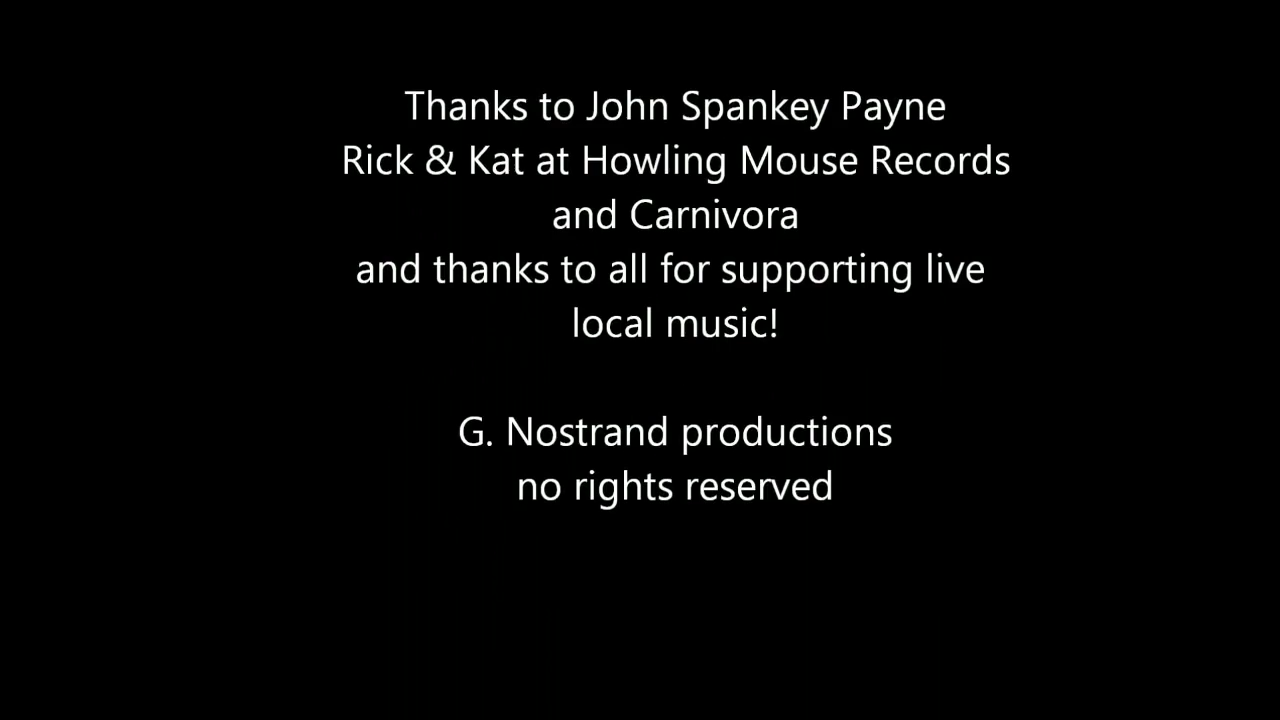 Thanks to John Spankey Payne
Rick & Kat at Howling Mouse Records
and Carnivora
and thanks to all for supporting live
local music!
G. Nostrand productions
no rights reserved